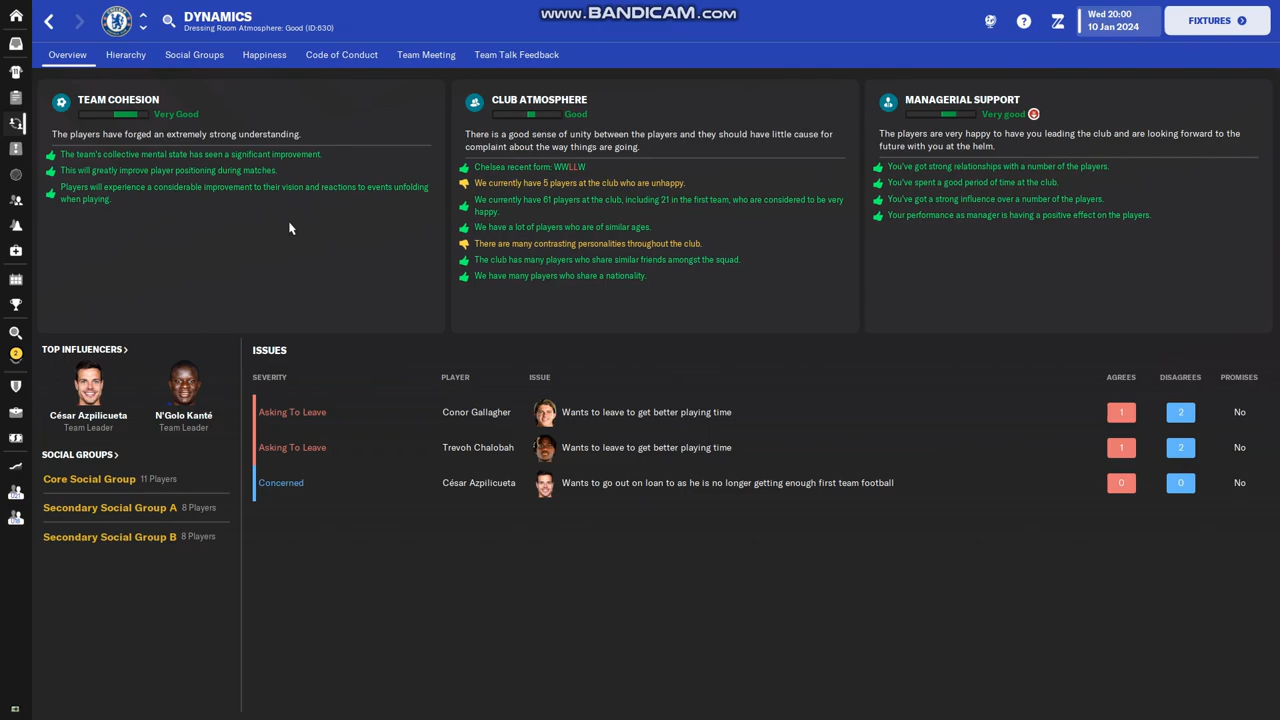 www.BANDICAM.com
DYNAMICS
Dressing Room Atmosphere: Good (ID:630)
Wed 20:00
10 Jan 2024
FIXTURES
Overview Hierarchy Social Groups Happiness Code of Conduct Team Meeting Team Talk Feedback
TEAM COHESION
Very Good
The players have forged an extremely strong understanding.
The team's collective mental state has seen a significant improvement.
This will greatly improve player positioning during matches.
Players will experience a considerable improvement to their vision and reactions to events unfolding
when playing.
CLUB ATMOSPHERE
Good
There is a good sense of unity between the players and they should have little cause for
complaint about the way things are going.
Chelsea recent form: WWLLW
We currently have 5 players at the club who are unhappy.
We currently have 61 players at the club, including 21 in the first team, who are considered to be very
happy.
We have a lot of players who are of similar ages.
There are many contrasting personalities throughout the club.
The club has many players who share similar friends amongst the squad.
We have many players who share a nationality.
MANAGERIAL SUPPORT
Very good
The players are very happy to have you leading the club and are looking forward to the
future with you at the helm.
You've got strong relationships with a number of the players.
You've spent a good period of time at the club.
You've got a strong influence over a number of the players.
Your performance as manager is having a positive effect on the players.
TOP INFLUENCERS
César Azpilicueta
Team Leader
N'Golo Kanté
Team Leader
SOCIAL GROUPS
Core Social Group 11 Players
Secondary Social Group A 8 Players
Secondary Social Group B 8 Players
ISSUES
SEVERITY PLAYER ISSUE AGREES DISAGREES PROMISES
Asking To Leave Conor Gallagher Wants to leave to get better playing time 1 2 No
Asking To Leave Trevoh Chalobah Wants to leave to get better playing time 1 2 No
Concerned César Azpilicueta Wants to go out on loan to as he is no longer getting enough first team football 0 0 No
2